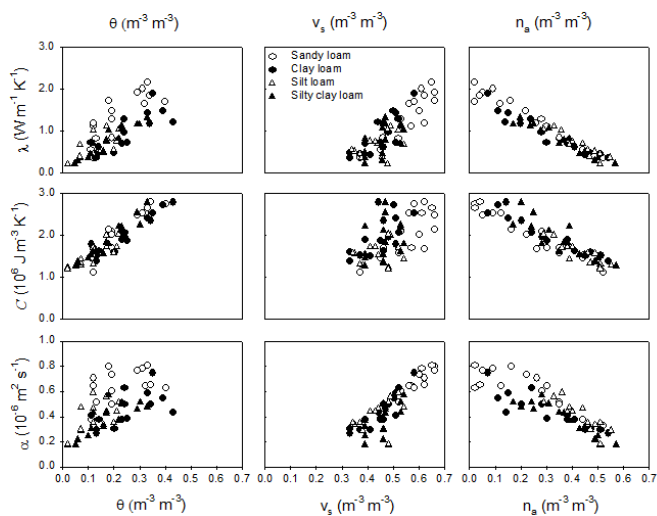 θ (m⁻³ m⁻³) v_s (m⁻³ m⁻³) n_a (m⁻³ m⁻³)
3.0
2.0
1.0
0.0
λ (W m⁻¹ K⁻¹)
Sandy loam
Clay loam
Silt loam
Silty clay loam
3.0
2.0
1.0
0.0
C (10⁶ J m⁻³ K⁻¹)
1.0
0.8
0.6
0.4
0.2
0.0
α (10⁻⁶ m² s⁻¹)
0.0 0.1 0.2 0.3 0.4 0.5 0.6 0.7 0.0 0.1 0.2 0.3 0.4 0.5 0.6 0.7 0.0 0.1 0.2 0.3 0.4 0.5 0.6 0.7
θ (m⁻³ m⁻³) v_s (m⁻³ m⁻³) n_a (m⁻³ m⁻³)